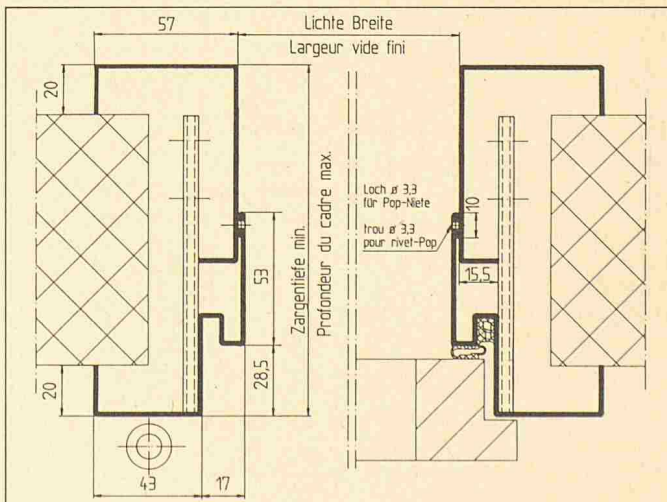 57
Lichte Breite
Largeur vide fini
20
Zargentiefe min.
Profondeur du cadre max.
Loch ø 3,3
für Pop-Niete
trou ø 3,3
pour rivet-Pop
10
53
15,5
28,5
20
43
17